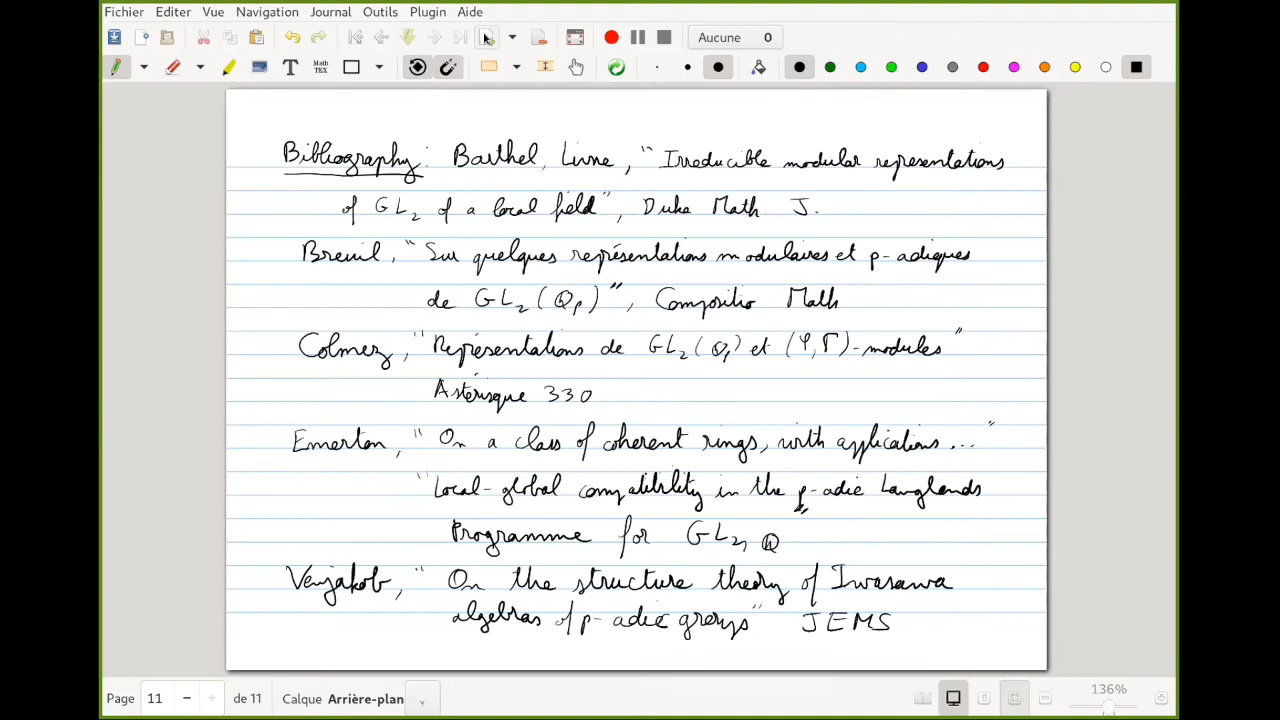 Fichier Editer Vue Navigation Journal Outils Plugin Aide
Aucune 0
T MATH TEX
Bibliography: Barthel, Livne, "Irreducible modular representations
of GL2 of a local field", Duke Math J.
Breuil, "Sur quelques représentations modulaires et p-adiques
de GL2(Qp)", Compositio Math
Colmez, "Représentations de GL2(Qp) et (φ,Γ)-modules"
Astérisque 330
Emerton, "On a class of coherent rings, with applications..."
"Local-global compatibility in the p-adic Langlands
Programme for GL2,Q"
Venjakob, "On the structure theory of Iwasawa
algebras of p-adic groups" JEMS
Page 11 − + de 11 Calque Arrière-plan 136%